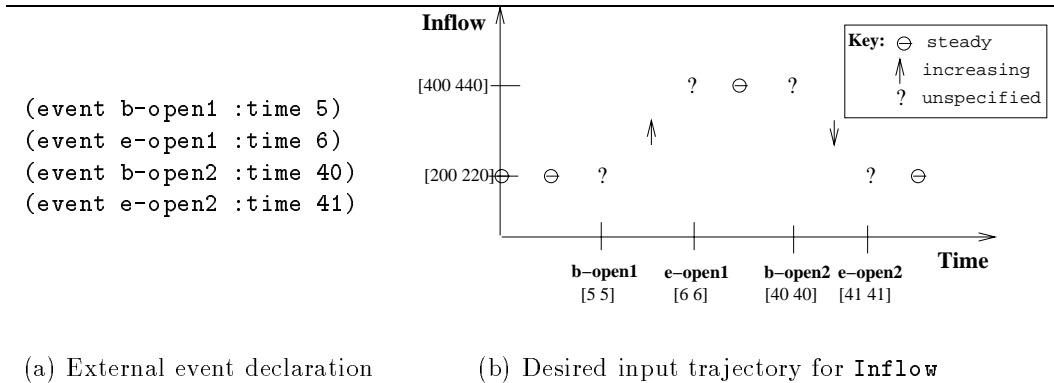 (event b-open1 :time 5)
(event e-open1 :time 6)
(event b-open2 :time 40)
(event e-open2 :time 41)
Inflow
[400 440]
[200 220]
? ? ? ?
Key:
steady
increasing
? unspecified
Time
b-open1 e-open1 b-open2 e-open2
[5 5] [6 6] [40 40] [41 41]
(a) External event declaration
(b) Desired input trajectory for Inflow